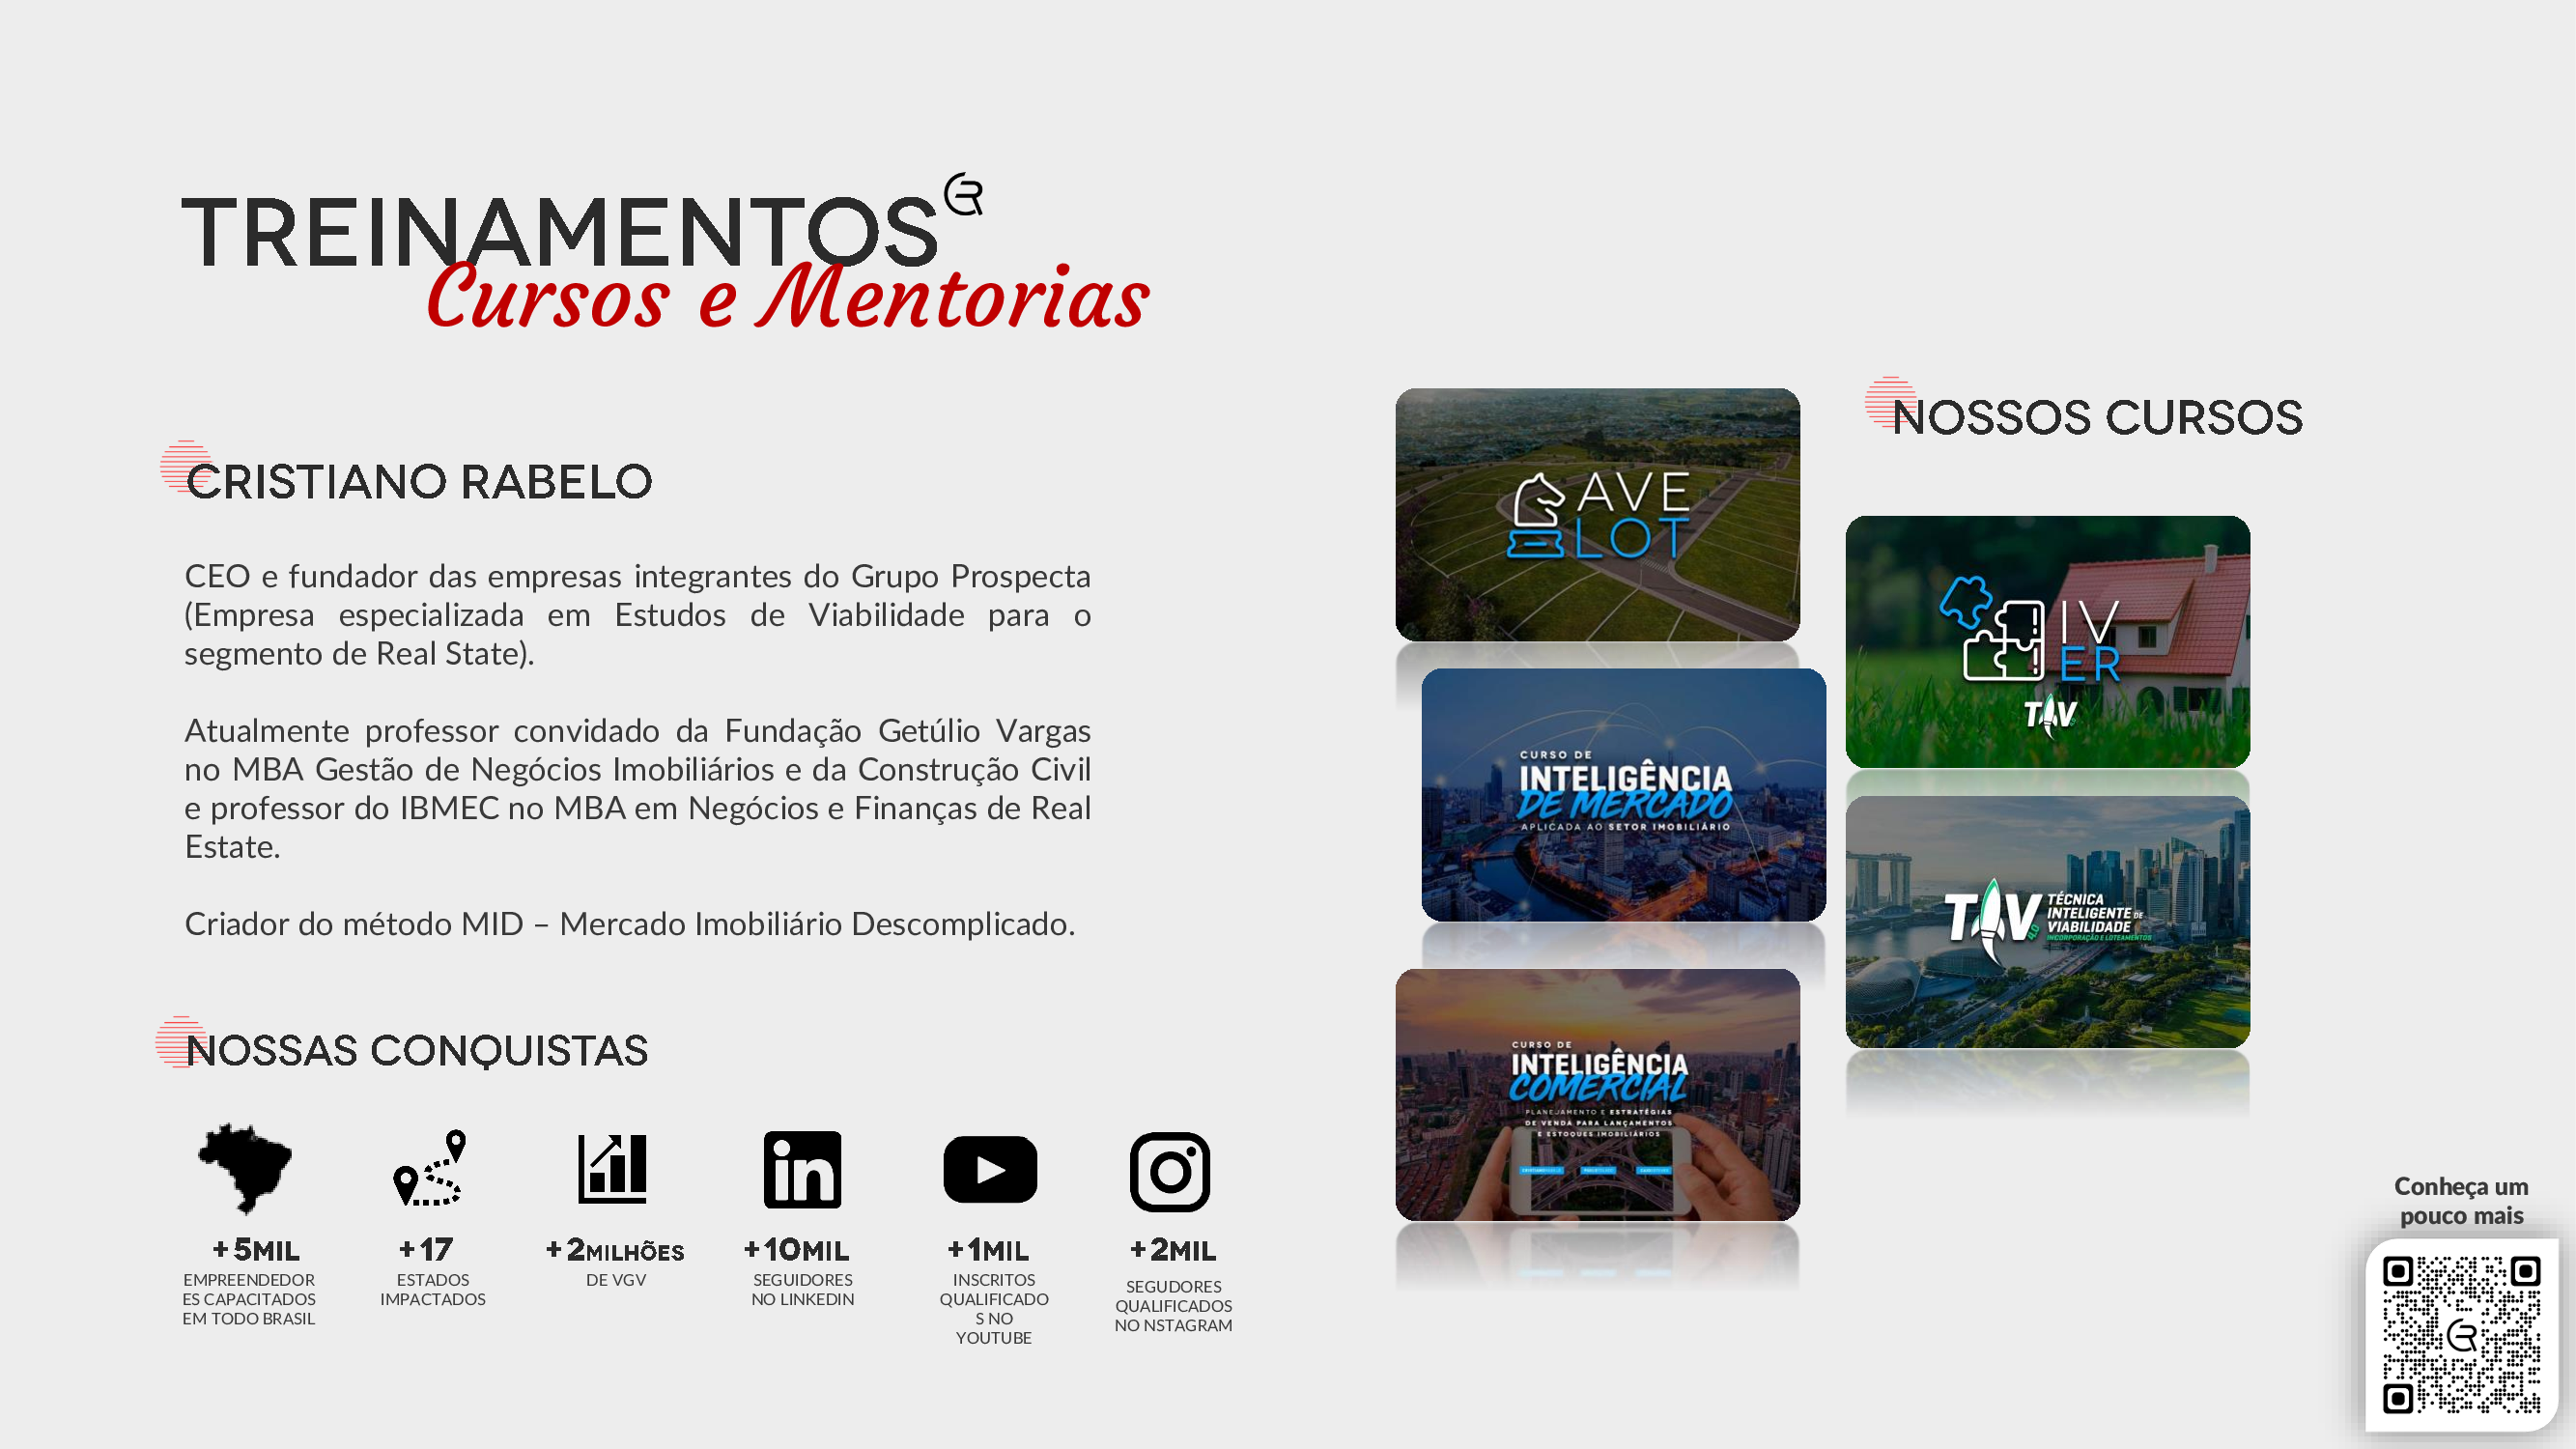 TREINAMENTOS
Cursos e Mentorias
CRISTIANO RABELO
CEO e fundador das empresas integrantes do Grupo Prospecta
(Empresa especializada em Estudos de Viabilidade para o
segmento de Real State).
Atualmente professor convidado da Fundação Getúlio Vargas
no MBA Gestão de Negócios Imobiliários e da Construção Civil
e professor do IBMEC no MBA em Negócios e Finanças de Real
Estate.
Criador do método MID – Mercado Imobiliário Descomplicado.
NOSSAS CONQUISTAS
+5MIL
EMPREENDEDOR
ES CAPACITADOS
EM TODO BRASIL
+17
ESTADOS
IMPACTADOS
+2MILHÕES
DE VGV
+10MIL
SEGUIDORES
NO LINKEDIN
+1MIL
INSCRITOS
QUALIFICADO
S NO
YOUTUBE
+2MIL
SEGUDORES
QUALIFICADOS
NO NSTAGRAM
NOSSOS CURSOS
AVE
LOT
CURSO DE
INTELIGÊNCIA
DE MERCADO
APLICADA AO SETOR IMOBILIÁRIO
CURSO DE
INTELIGÊNCIA
COMERCIAL
PLANEJAMENTO E ESTRATÉGIAS
DE VENDA PARA LANÇAMENTOS
E ESTOQUES IMOBILIÁRIOS
IV
ER
TIV
TIV 4.0
TÉCNICA
INTELIGENTE DE
VIABILIDADE
INCORPORAÇÃO E LOTEAMENTOS
Conheça um
pouco mais